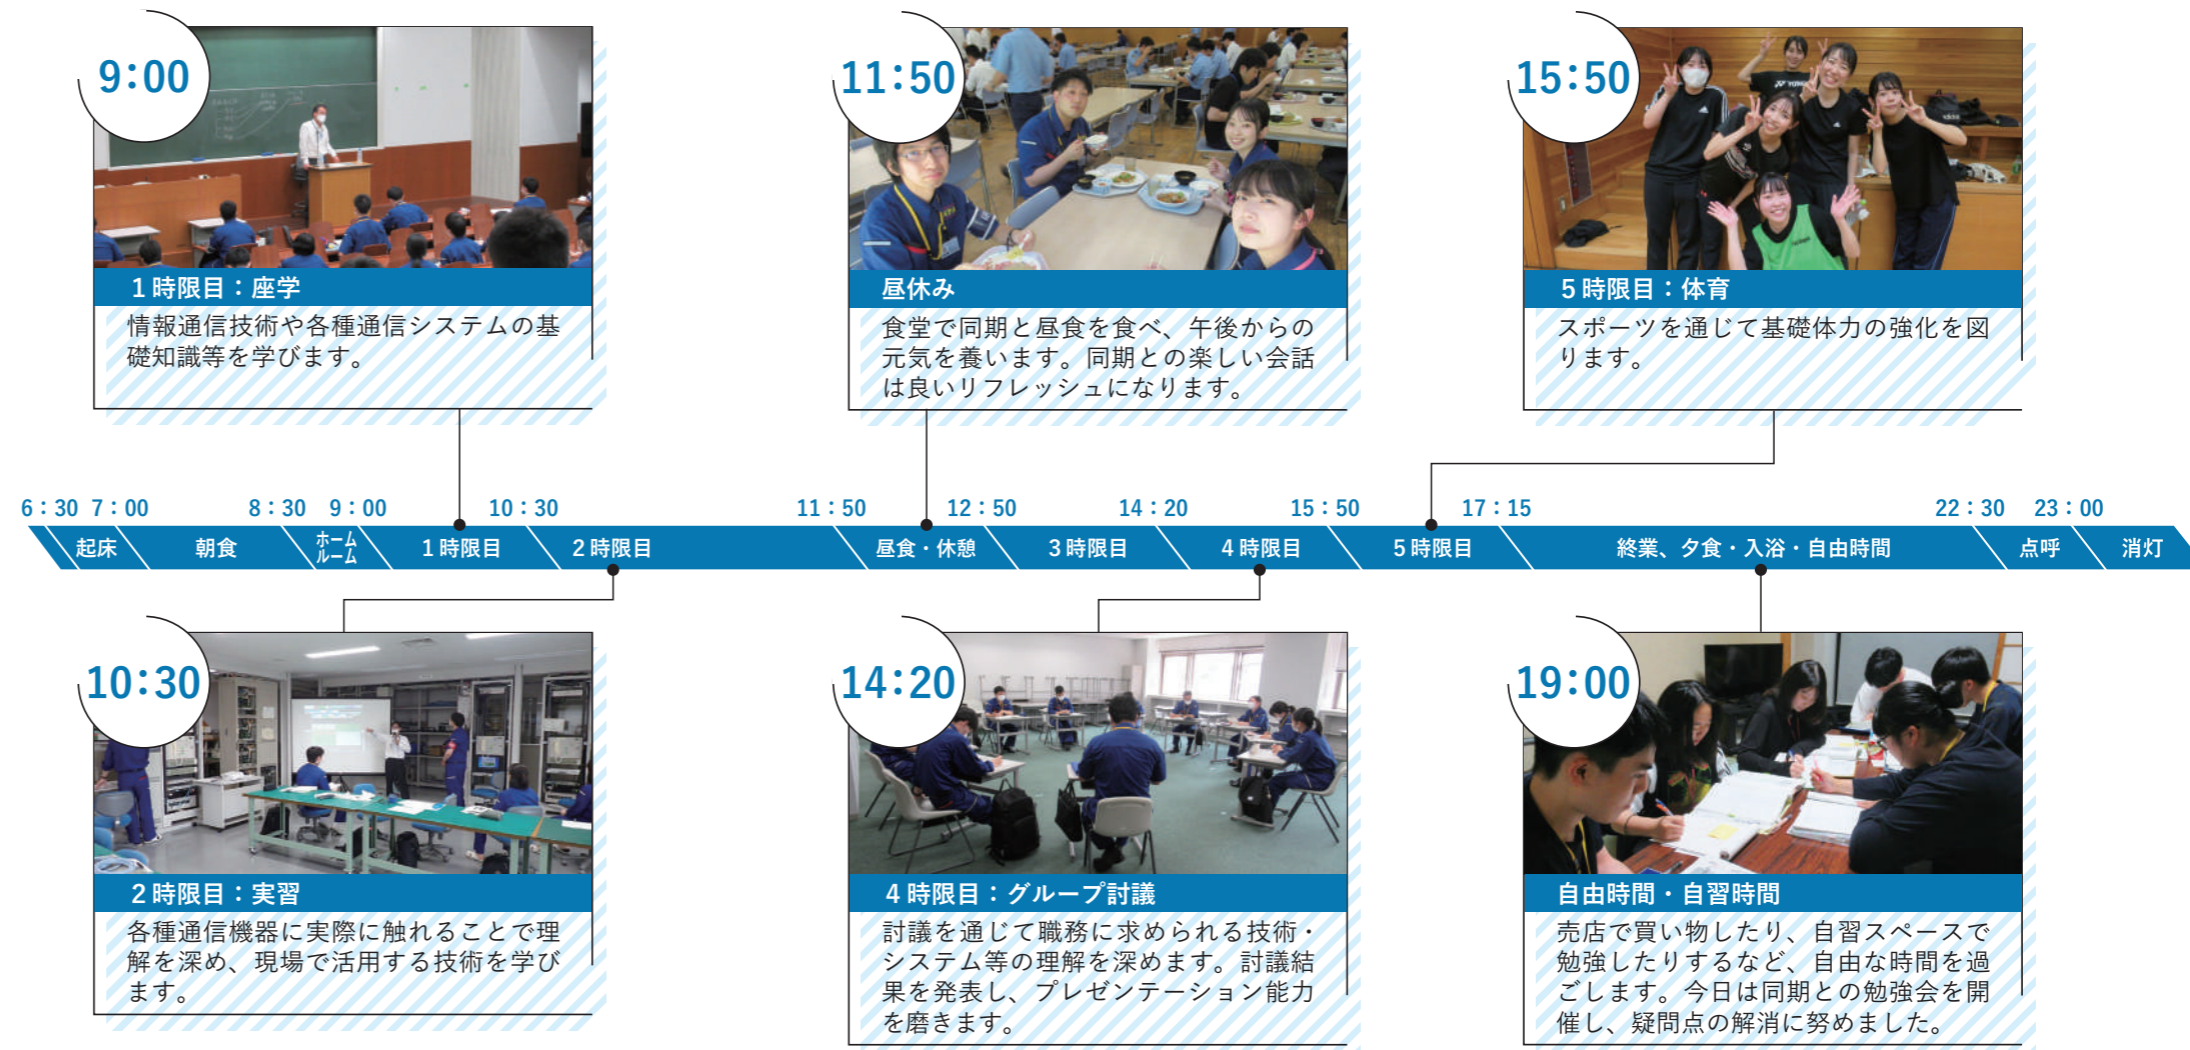 9:00
1時限目：座学
情報通信技術や各種通信システムの基
礎知識等を学びます。
11:50
昼休み
食堂で同期と昼食を食べ、午後からの
元気を養います。同期との楽しい会話
は良いリフレッシュになります。
15:50
5時限目：体育
スポーツを通じて基礎体力の強化を図
ります。
6：30 7：00 8：30 9：00 10：30 11：50 12：50 14：20 15：50 17：15 22：30 23：00
起床 朝食 ホームルーム 1時限目 2時限目 昼食・休憩 3時限目 4時限目 5時限目 終業、夕食・入浴・自由時間 点呼 消灯
10:30
2時限目：実習
各種通信機器に実際に触れることで理
解を深め、現場で活用する技術を学び
ます。
14:20
4時限目：グループ討議
討議を通じて職務に求められる技術・
システム等の理解を深めます。討議結
果を発表し、プレゼンテーション能力
を磨きます。
19:00
自由時間・自習時間
売店で買い物したり、自習スペースで
勉強したりするなど、自由な時間を過
ごします。今日は同期との勉強会を開
催し、疑問点の解消に努めました。